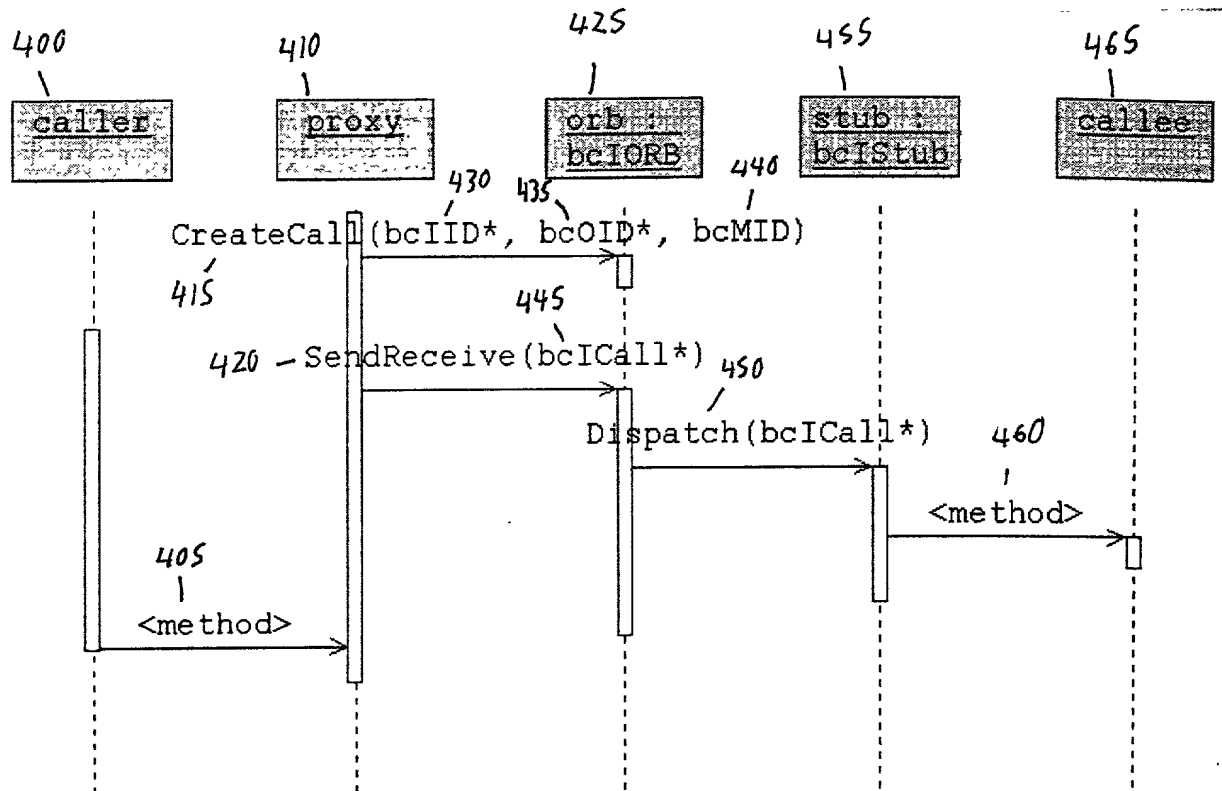 400
410
425
455
465
caller
proxy
orb :
bcIORB
stub :
bcIStub
callee
430
435
440
CreateCall(bcIID*, bcOID*, bcMID)
415
445
420
SendReceive(bcICall*)
450
Dispatch(bcICall*)
460
<method>
405
<method>